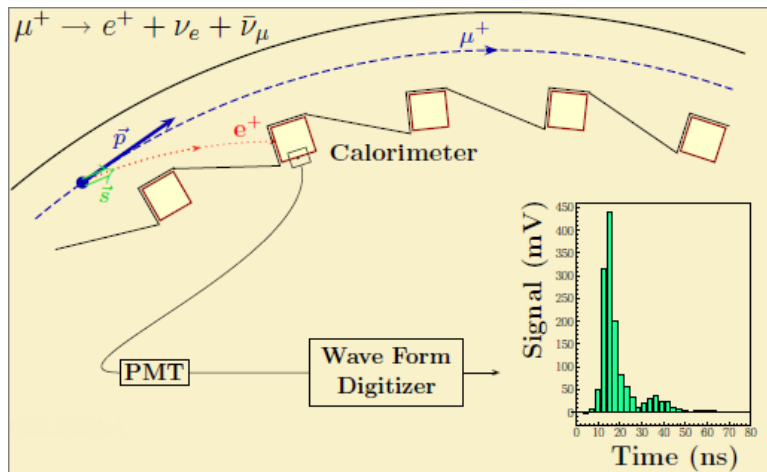 μ⁺ → e⁺ + νₑ + ν̄_μ
μ⁺
p⃗
e⁺
s⃗
Calorimeter
PMT
Wave Form
Digitizer
Signal (mV)
450
400
350
300
250
200
150
100
50
0
0 10 20 30 40 50 60 70 80
Time (ns)